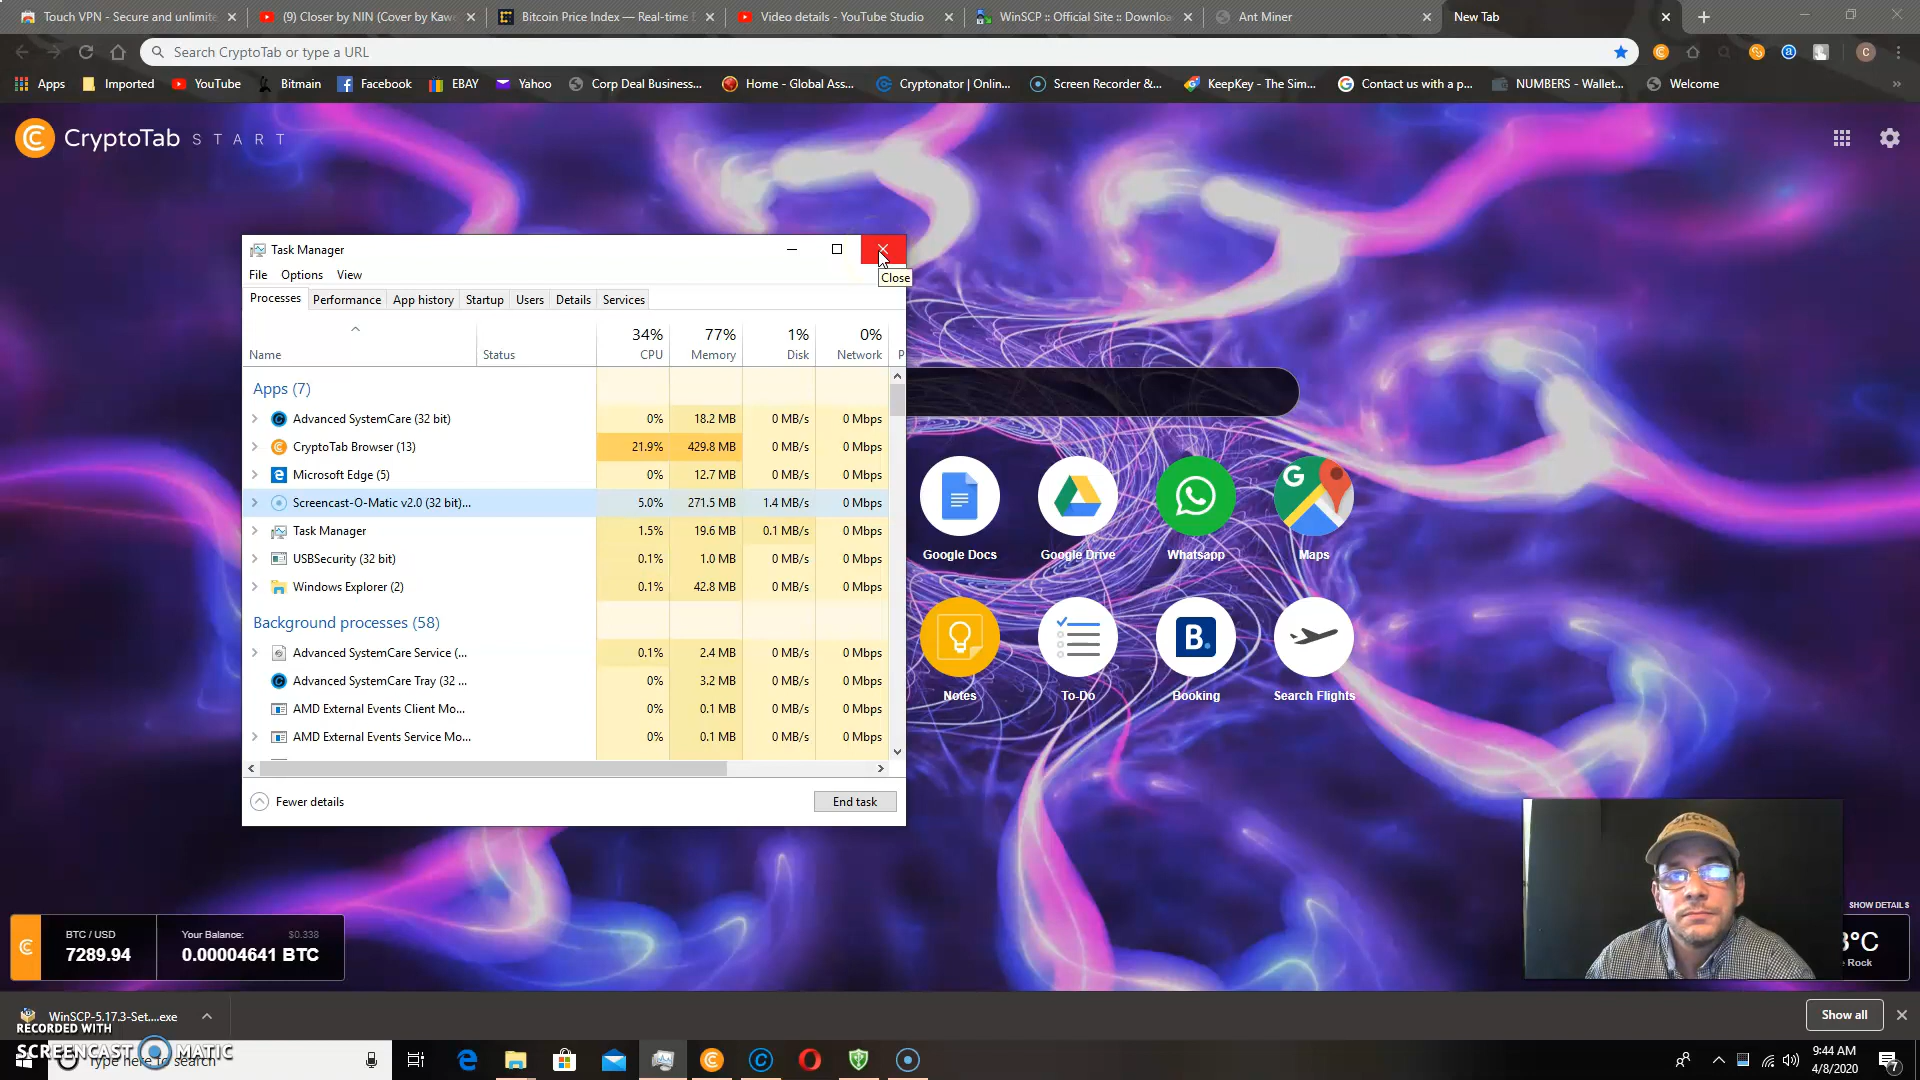 Touch VPN - Secure and unlimite
(9) Closer by NIN (Cover by Kawe
Bitcoin Price Index — Real-time
Video details - YouTube Studio
WinSCP :: Official Site :: Downloa
Ant Miner
New Tab
Search CryptoTab or type a URL
Apps
Imported
YouTube
Bitmain
Facebook
EBAY
Yahoo
Corp Deal Business...
Home - Global Ass...
Cryptonator | Onlin...
Screen Recorder &...
KeepKey - The Sim...
Contact us with a p...
NUMBERS - Wallet...
Welcome
CryptoTab START
Task Manager
Close
File Options View
Processes Performance App history Startup Users Details Services
34% 77% 1% 0%
Name Status CPU Memory Disk Network P
Apps (7)
Advanced SystemCare (32 bit) 0% 18.2 MB 0 MB/s 0 Mbps
CryptoTab Browser (13) 21.9% 429.8 MB 0 MB/s 0 Mbps
Microsoft Edge (5) 0% 12.7 MB 0 MB/s 0 Mbps
Screencast-O-Matic v2.0 (32 bit)... 5.0% 271.5 MB 1.4 MB/s 0 Mbps
Task Manager 1.5% 19.6 MB 0.1 MB/s 0 Mbps
USBSecurity (32 bit) 0.1% 1.0 MB 0 MB/s 0 Mbps
Windows Explorer (2) 0.1% 42.8 MB 0 MB/s 0 Mbps
Background processes (58)
Advanced SystemCare Service (... 0.1% 2.4 MB 0 MB/s 0 Mbps
Advanced SystemCare Tray (32 ... 0% 3.2 MB 0 MB/s 0 Mbps
AMD External Events Client Mo... 0% 0.1 MB 0 MB/s 0 Mbps
AMD External Events Service Mo... 0% 0.1 MB 0 MB/s 0 Mbps
Fewer details
End task
Google Docs
Google Drive
Whatsapp
Maps
Notes
To-Do
B.
Booking
Search Flights
BTC / USD
7289.94
Your Balance: $0.338
0.00004641 BTC
SHOW DETAILS
°C
Rock
WinSCP-5.17.3-Set....exe
Show all
RECORDED WITH
SCREENCAST MATIC
Type here to search
9:44 AM
4/8/2020
7